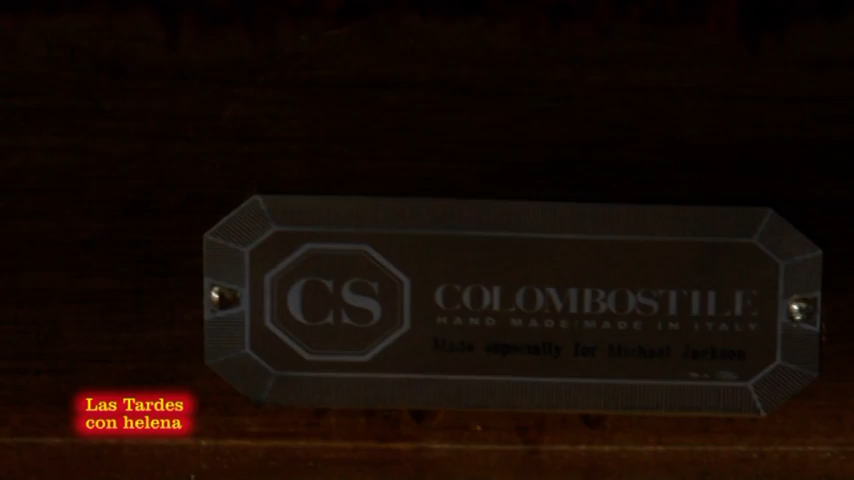 CS
COLOMBOSTILE
HAND MADE MADE IN ITALY
Made especially for Michael Jackson
Las Tardes
con helena